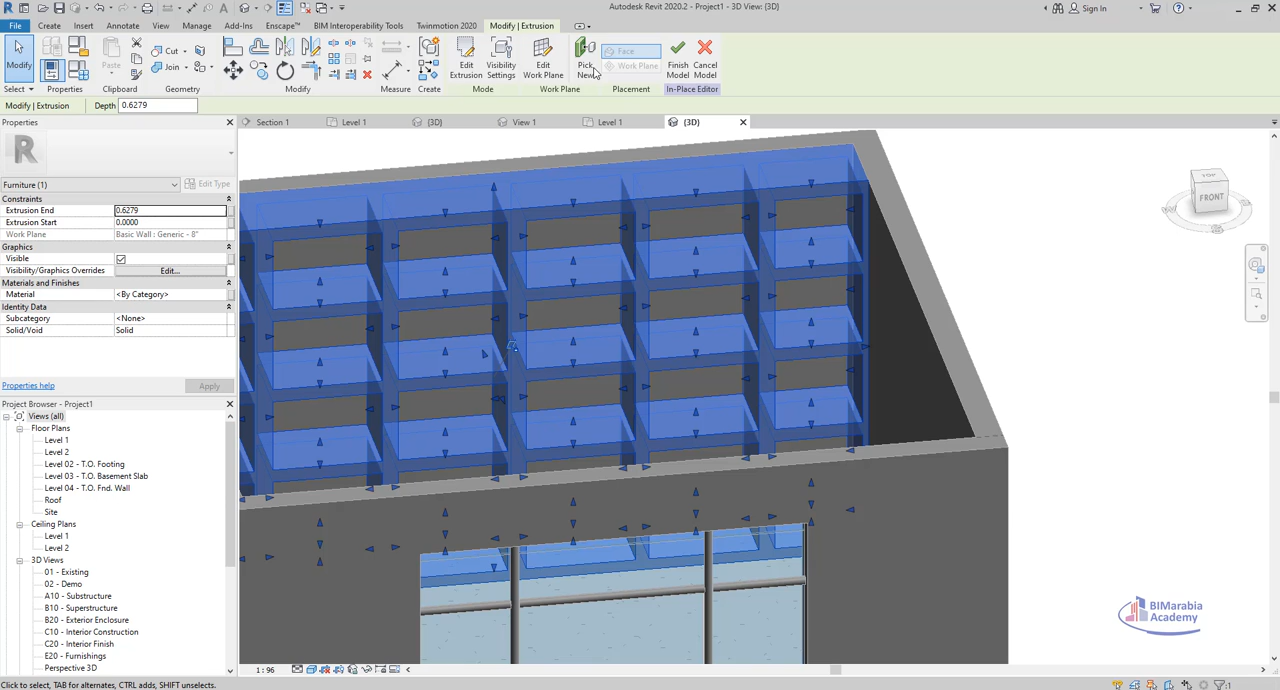 Autodesk Revit 2020.2 - Project1 - 3D View: {3D}
Sign In
File Create Insert Annotate View Manage Add-Ins Enscape™ BIM Interoperability Tools Twinmotion 2020 Modify | Extrusion
Modify
Paste
Cut
Join
Edit Extrusion
Visibility Settings
Edit Work Plane
Pick New
Face
Work Plane
Finish Model
Cancel Model
Select Properties Clipboard Geometry Modify Measure Create Mode Work Plane Placement In-Place Editor
Modify | Extrusion Depth 0.6279
Properties
Section 1 Level 1 {3D} View 1 Level 1 {3D}
Furniture (1) Edit Type
Constraints
Extrusion End 0.6279
Extrusion Start 0.0000
Work Plane Basic Wall : Generic - 8"
Graphics
Visible
Visibility/Graphics Overrides Edit...
Materials and Finishes
Material <By Category>
Identity Data
Subcategory <None>
Solid/Void Solid
Properties help Apply
Project Browser - Project1
Views (all)
Floor Plans
Level 1
Level 2
Level 02 - T.O. Footing
Level 03 - T.O. Basement Slab
Level 04 - T.O. Fnd. Wall
Roof
Site
Ceiling Plans
Level 1
Level 2
3D Views
01 - Existing
02 - Demo
A10 - Substructure
B10 - Superstructure
B20 - Exterior Enclosure
C10 - Interior Construction
C20 - Interior Finish
E20 - Furnishings
Perspective 3D
TOP
FRONT
BIMarabia
Academy
1 : 96
Click to select, TAB for alternates, CTRL adds, SHIFT unselects.
:1